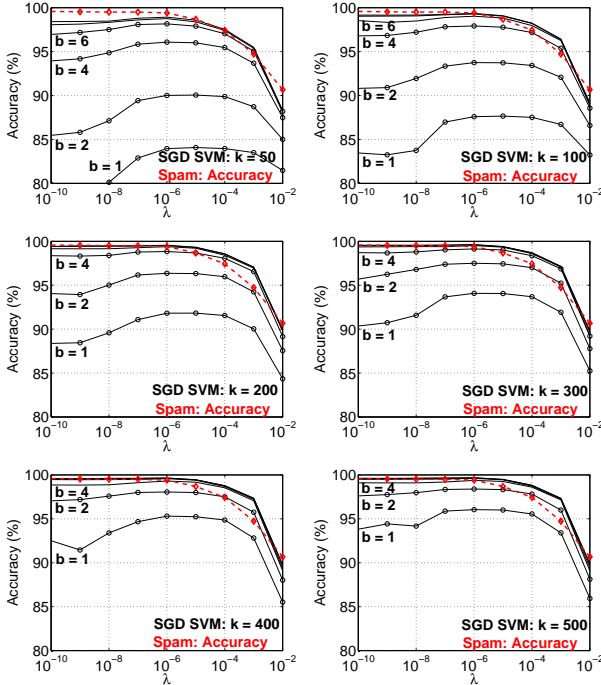 100
95
90
85
80
Accuracy (%)
b = 6
b = 4
b = 2
b = 1
SGD SVM: k = 50
Spam: Accuracy
10^−10
10^−8
10^−6
10^−4
10^−2
λ
100
95
90
85
80
Accuracy (%)
b = 6
b = 4
b = 2
b = 1
SGD SVM: k = 100
Spam: Accuracy
10^−10
10^−8
10^−6
10^−4
10^−2
λ
100
95
90
85
80
Accuracy (%)
b = 4
b = 2
b = 1
SGD SVM: k = 200
Spam: Accuracy
10^−10
10^−8
10^−6
10^−4
10^−2
λ
100
95
90
85
80
Accuracy (%)
b = 4
b = 2
b = 1
SGD SVM: k = 300
Spam: Accuracy
10^−10
10^−8
10^−6
10^−4
10^−2
λ
100
95
90
85
80
Accuracy (%)
b = 4
b = 2
b = 1
SGD SVM: k = 400
Spam: Accuracy
10^−10
10^−8
10^−6
10^−4
10^−2
λ
100
95
90
85
80
Accuracy (%)
b = 4
b = 2
b = 1
SGD SVM: k = 500
Spam: Accuracy
10^−10
10^−8
10^−6
10^−4
10^−2
λ